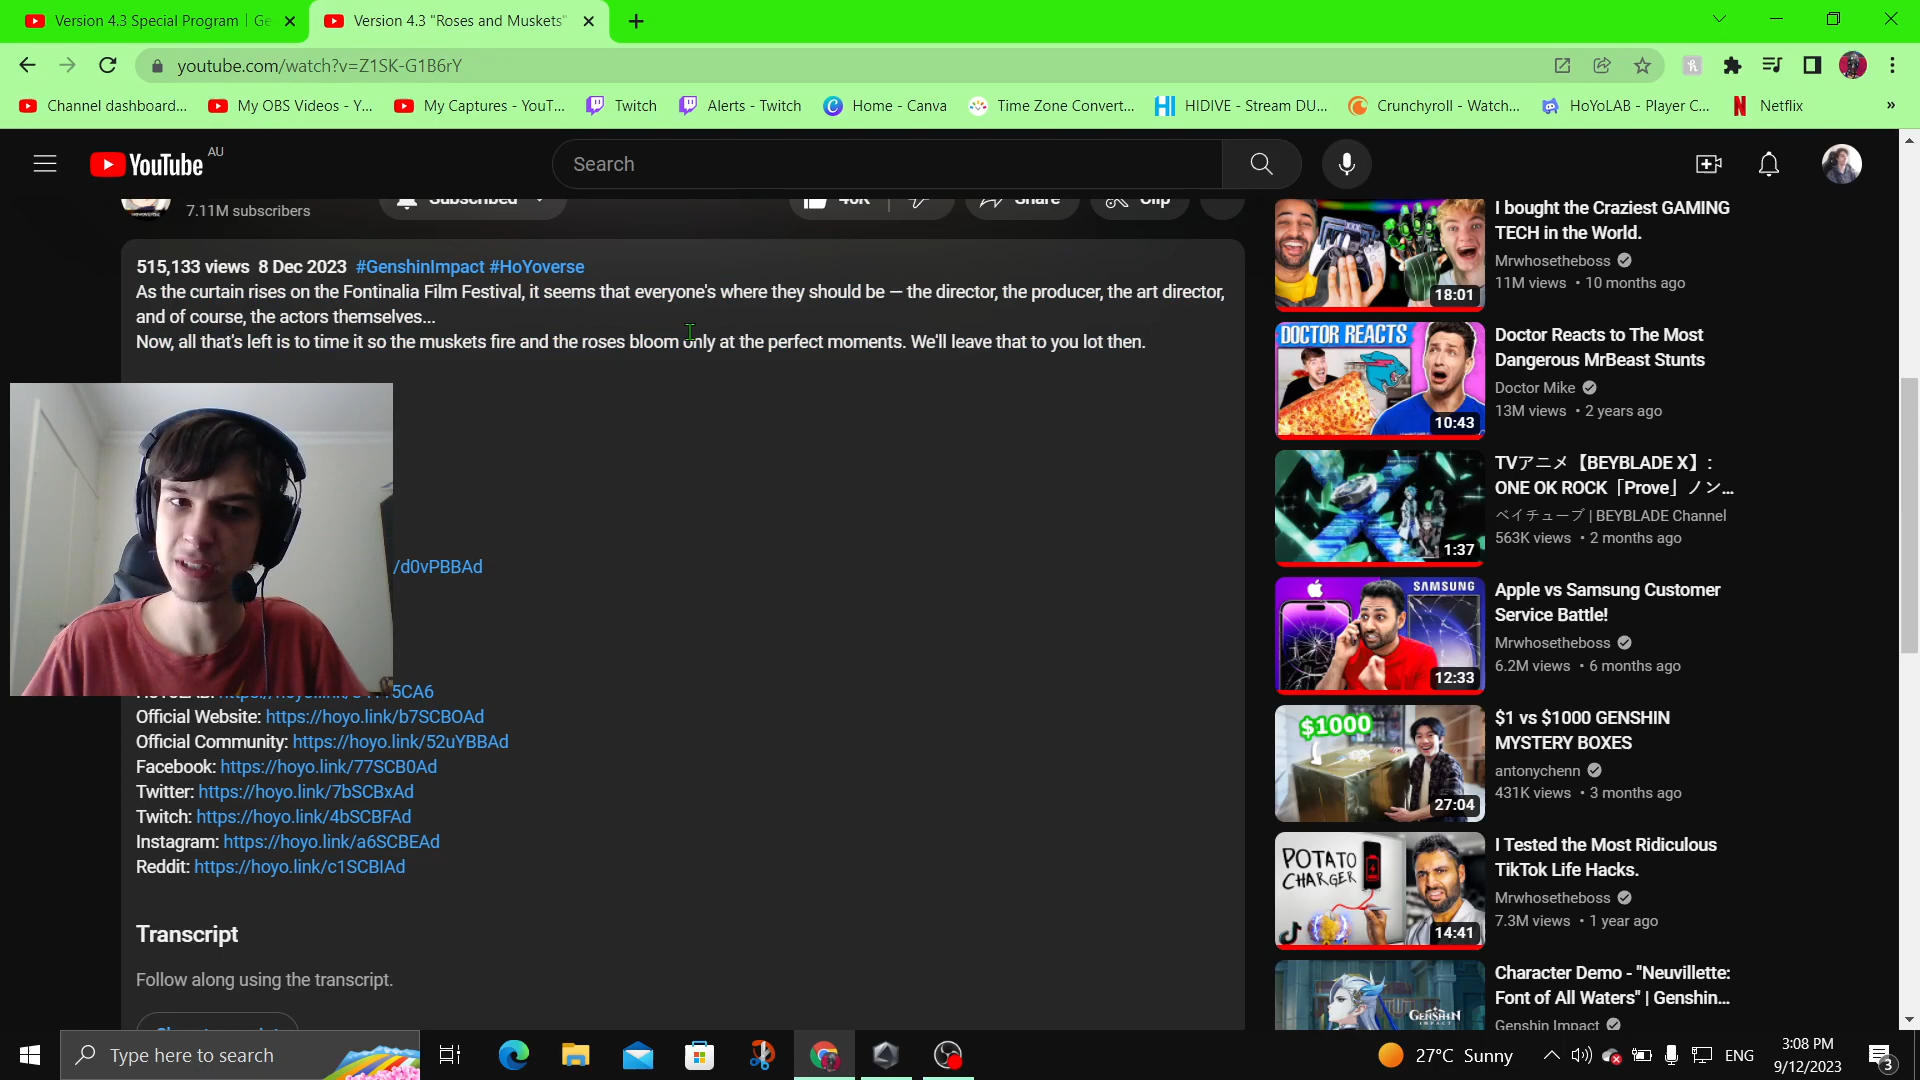 Version 4.3 Special Program | Ge
Version 4.3 "Roses and Muskets"
youtube.com/watch?v=Z1SK-G1B6rY
Channel dashboard...
My OBS Videos - Y...
My Captures - YouT...
Twitch
Alerts - Twitch
Home - Canva
Time Zone Convert...
HIDIVE - Stream DU...
Crunchyroll - Watch...
HoYoLAB - Player C...
Netflix
»
YouTube AU
Search
7.11M subscribers
Subscribed
Share
Clip
515,133 views 8 Dec 2023 #GenshinImpact #HoYoverse
As the curtain rises on the Fontinalia Film Festival, it seems that everyone's where they should be — the director, the producer, the art director,
and of course, the actors themselves...
Now, all that's left is to time it so the muskets fire and the roses bloom only at the perfect moments. We'll leave that to you lot then.
/d0vPBBAd
5CA6
Official Website: https://hoyo.link/b7SCBOAd
Official Community: https://hoyo.link/52uYBBAd
Facebook: https://hoyo.link/77SCB0Ad
Twitter: https://hoyo.link/7bSCBxAd
Twitch: https://hoyo.link/4bSCBFAd
Instagram: https://hoyo.link/a6SCBEAd
Reddit: https://hoyo.link/c1SCBIAd
Transcript
Follow along using the transcript.
18:01
I bought the Craziest GAMING
TECH in the World.
Mrwhosetheboss
11M views • 10 months ago
DOCTOR REACTS
10:43
Doctor Reacts to The Most
Dangerous MrBeast Stunts
Doctor Mike
13M views • 2 years ago
1:37
TVアニメ【BEYBLADE X】:
ONE OK ROCK「Prove」ノン...
ベイチューブ | BEYBLADE Channel
563K views • 2 months ago
SAMSUNG
12:33
Apple vs Samsung Customer
Service Battle!
Mrwhosetheboss
6.2M views • 6 months ago
$1000
27:04
$1 vs $1000 GENSHIN
MYSTERY BOXES
antonychenn
431K views • 3 months ago
POTATO
CHARGER
14:41
I Tested the Most Ridiculous
TikTok Life Hacks.
Mrwhosetheboss
7.3M views • 1 year ago
GENSHIN
IMPACT
Character Demo - "Neuvillette:
Font of All Waters" | Genshin...
Genshin Impact
Type here to search
27°C Sunny
ENG
3:08 PM
9/12/2023
3